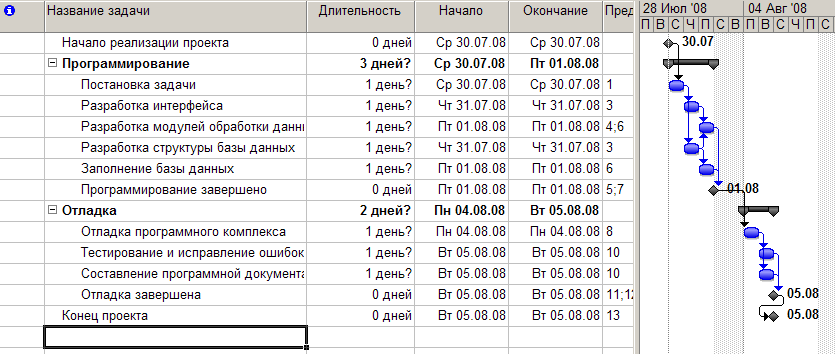 Название задачи Длительность Начало Окончание Пред 28 Июл '08 04 Авг '08
П В С Ч П С В П В С Ч П С
Начало реализации проекта 0 дней Ср 30.07.08 Ср 30.07.08 30.07
Программирование 3 дней? Ср 30.07.08 Пт 01.08.08
Постановка задачи 1 день? Ср 30.07.08 Ср 30.07.08 1
Разработка интерфейса 1 день? Чт 31.07.08 Чт 31.07.08 3
Разработка модулей обработки данн 1 день? Пт 01.08.08 Пт 01.08.08 4;6
Разработка структуры базы данных 1 день? Чт 31.07.08 Чт 31.07.08 3
Заполнение базы данных 1 день? Пт 01.08.08 Пт 01.08.08 6
Программирование завершено 0 дней Пт 01.08.08 Пт 01.08.08 5;7 01.08
Отладка 2 дней? Пн 04.08.08 Вт 05.08.08
Отладка программного комплекса 1 день? Пн 04.08.08 Пн 04.08.08 8
Тестирование и исправление ошибок 1 день? Вт 05.08.08 Вт 05.08.08 10
Составление программной документа 1 день? Вт 05.08.08 Вт 05.08.08 10
Отладка завершена 0 дней Вт 05.08.08 Вт 05.08.08 11;12 05.08
Конец проекта 0 дней Вт 05.08.08 Вт 05.08.08 13 05.08